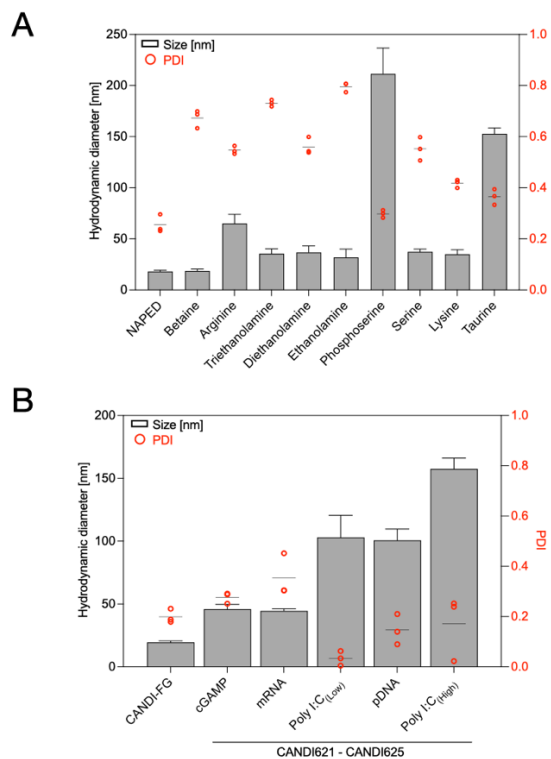 A
Size [nm]
PDI
Hydrodynamic diameter [nm]
250
200
150
100
50
0
1.0
0.8
0.6
0.4
0.2
0.0
PDI
NAPED
Betaine
Arginine
Triethanolamine
Diethanolamine
Ethanolamine
Phosphoserine
Serine
Lysine
Taurine
B
Size [nm]
PDI
Hydrodynamic diameter [nm]
200
150
100
50
0
1.0
0.8
0.6
0.4
0.2
0.0
PDI
CANDI-FG
cGAMP
mRNA
Poly I:C(Low)
pDNA
Poly I:C(High)
CANDI621 - CANDI625